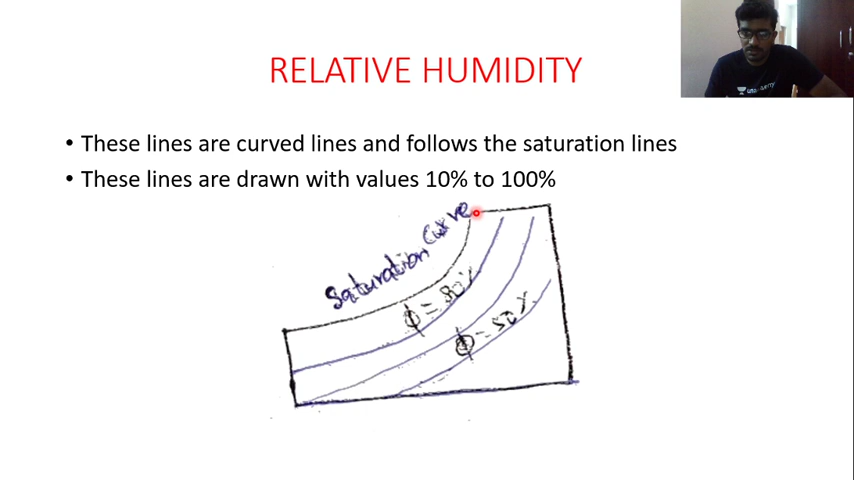 RELATIVE HUMIDITY
• These lines are curved lines and follows the saturation lines
• These lines are drawn with values 10% to 100%
Saturation Curve
ϕ = 80%
ϕ = 50%